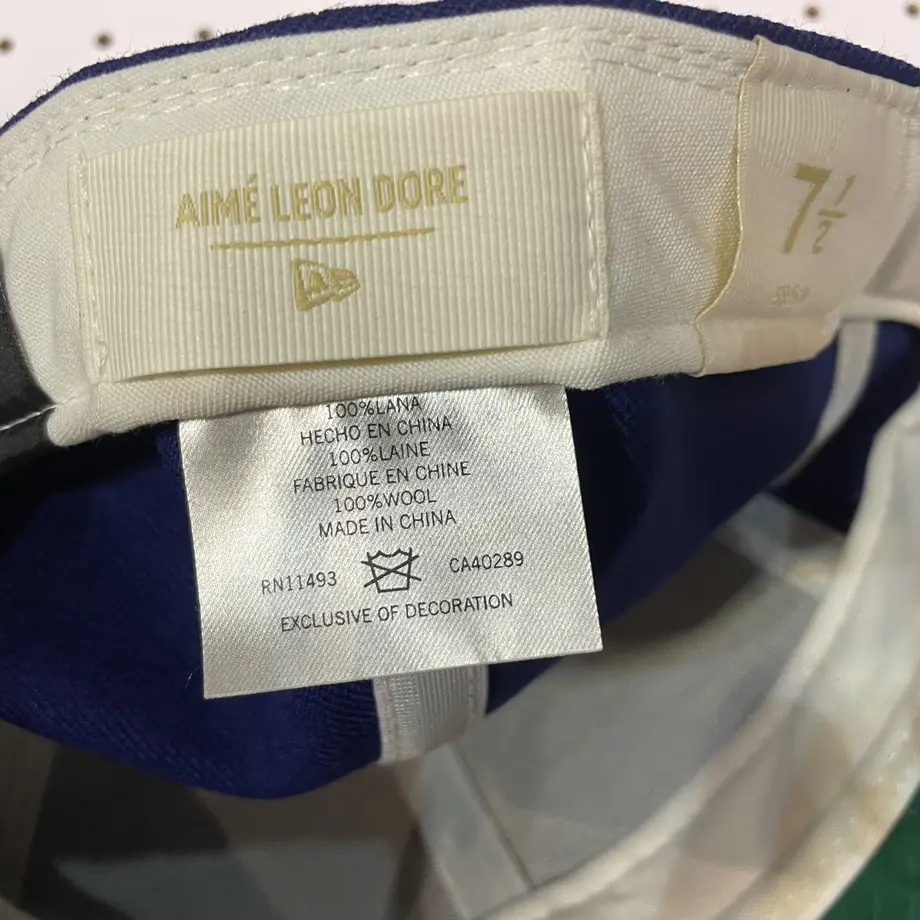 AIMÉ LEON DORE
7 1/2
100%LANA
HECHO EN CHINA
100%LAINE
FABRIQUE EN CHINE
100%WOOL
MADE IN CHINA
RN11493 CA40289
EXCLUSIVE OF DECORATION